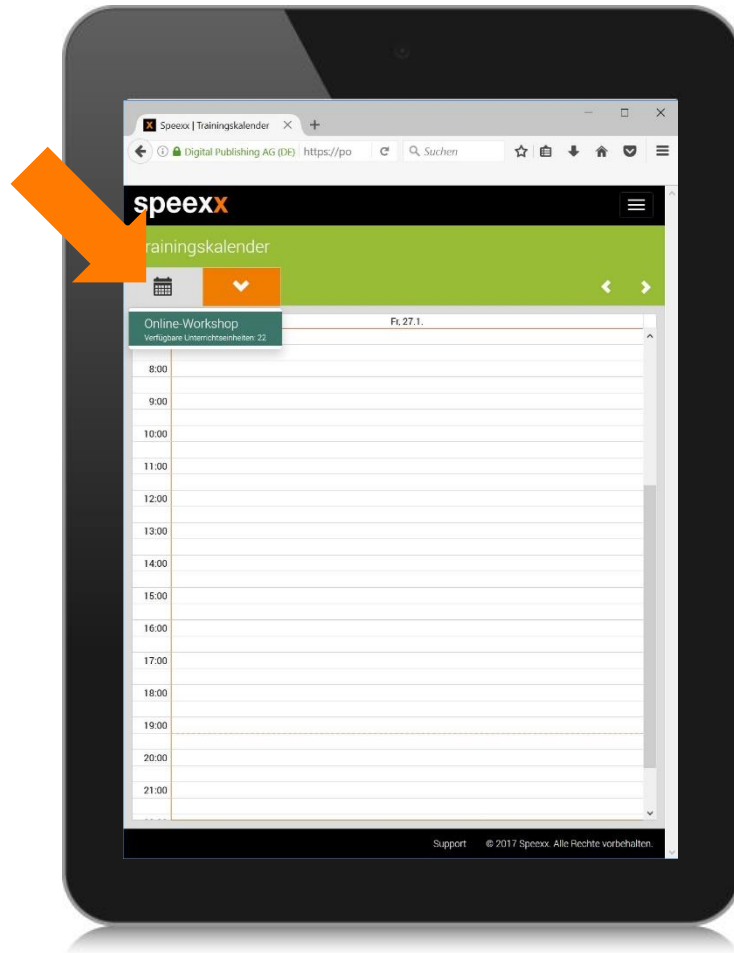 Speexx | Trainingskalender
Digital Publishing AG (DE) https://po Suchen
speexx
rainingskalender
Online-Workshop
Verfügbare Unterrichtseinheiten: 22
Fr, 27.1.
8:00
9:00
10:00
11:00
12:00
13:00
14:00
15:00
16:00
17:00
18:00
19:00
20:00
21:00
Support © 2017 Speexx. Alle Rechte vorbehalten.